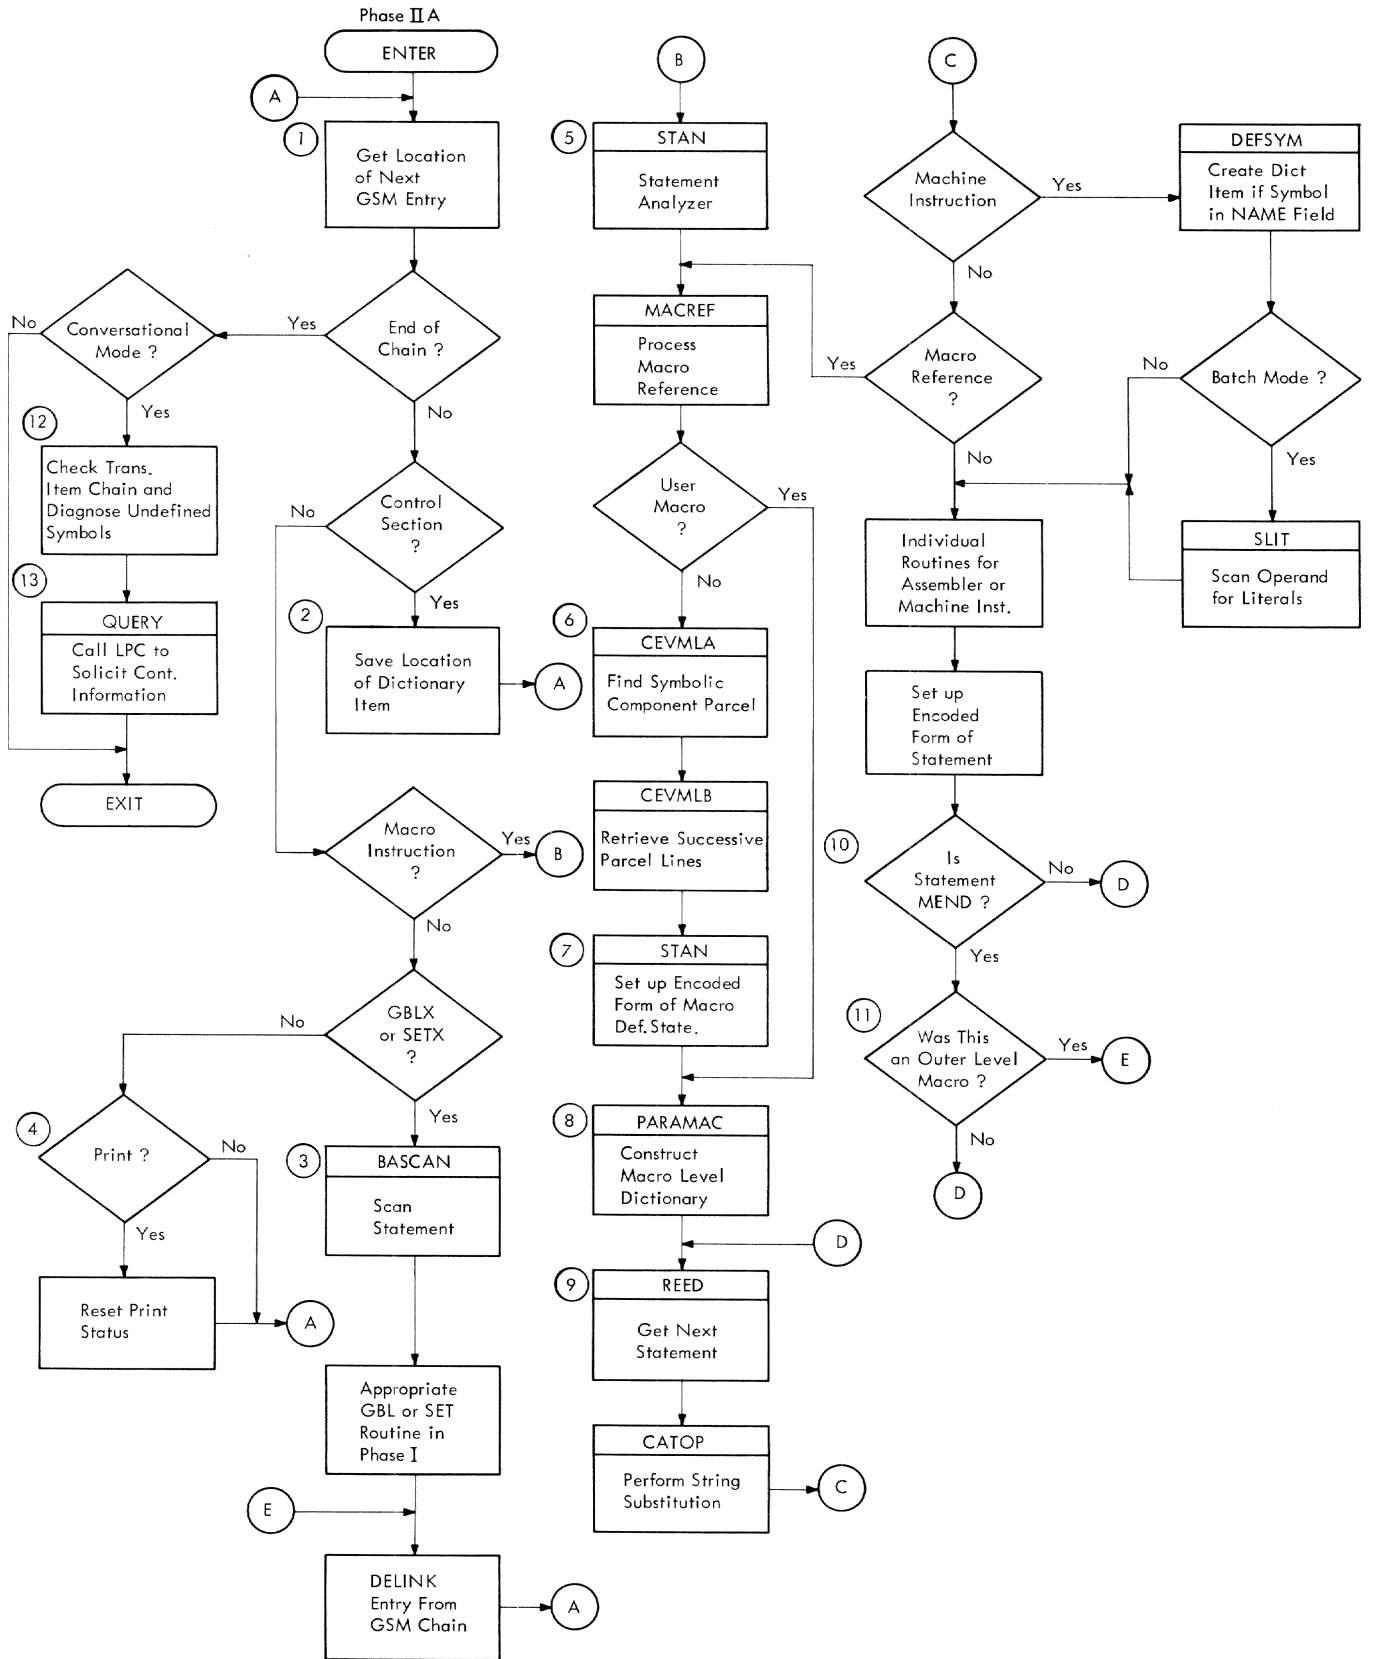 Phase II A
ENTER
A
1
Get Location
of Next
GSM Entry
End of
Chain ?
Yes
No
Conversational
Mode ?
No
Yes
12
Check Trans.
Item Chain and
Diagnose Undefined
Symbols
13
QUERY
Call LPC to
Solicit Cont.
Information
EXIT
Control
Section
?
No
Yes
2
Save Location
of Dictionary
Item
A
Macro
Instruction
?
Yes
B
No
GBLX
or SETX
?
No
Yes
4
Print ?
No
Yes
Reset Print
Status
A
3
BASCAN
Scan
Statement
Appropriate
GBL or SET
Routine in
Phase I
E
DELINK
Entry From
GSM Chain
A
B
5
STAN
Statement
Analyzer
MACREF
Process
Macro
Reference
User
Macro
?
Yes
No
6
CEVMLA
Find Symbolic
Component Parcel
CEVMLB
Retrieve Successive
Parcel Lines
7
STAN
Set up Encoded
Form of Macro
Def. State.
8
PARAMAC
Construct
Macro Level
Dictionary
D
9
REED
Get Next
Statement
CATOP
Perform String
Substitution
C
C
Machine
Instruction
Yes
No
DEFSYM
Create Dict
Item if Symbol
in NAME Field
Macro
Reference
?
Yes
No
Batch Mode ?
No
Yes
SLIT
Scan Operand
for Literals
Individual
Routines for
Assembler or
Machine Inst.
Set up
Encoded
Form of
Statement
10
Is
Statement
MEND ?
No
D
Yes
11
Was This
an Outer Level
Macro ?
Yes
E
No
D